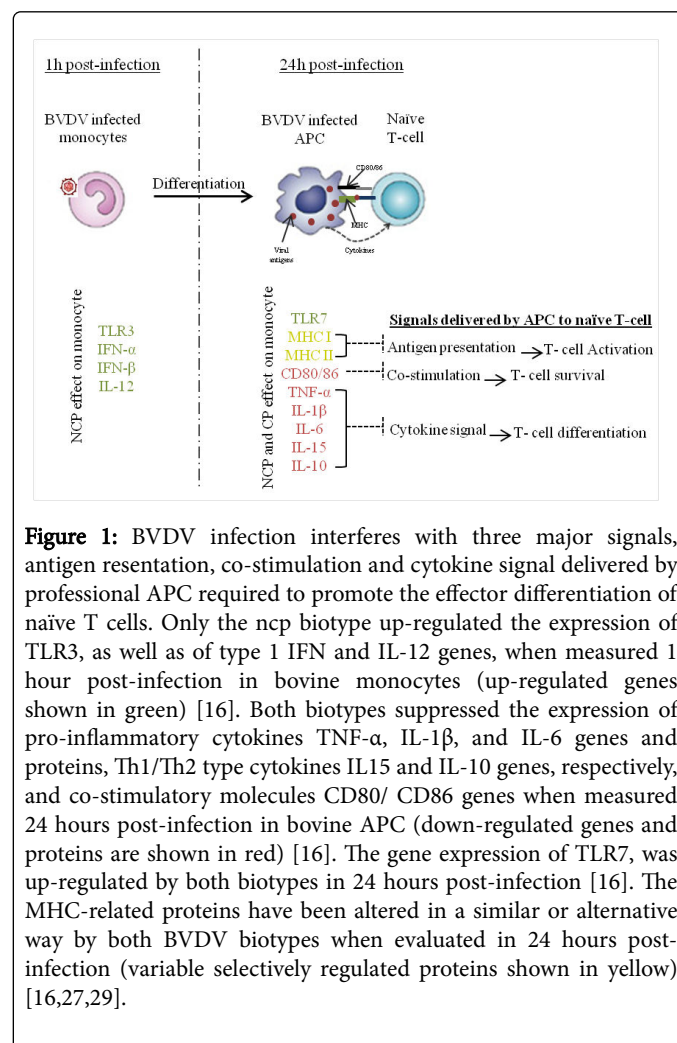 1h post-infection
24h post-infection
BVDV infected
monocytes
BVDV infected
APC
Naïve
T-cell
Differentiation
CD80/86
MHC
Viral
antigens
Cytokines
NCP effect on monocyte
TLR3
IFN-α
IFN-β
IL-12
NCP and CP effect on monocyte
TLR7
MHC I
MHC II
CD80/86
TNF-α
IL-1β
IL-6
IL-15
IL-10
Signals delivered by APC to naïve T-cell
Antigen presentation → T- cell Activation
Co-stimulation → T- cell survival
Cytokine signal → T- cell differentiation
Figure 1: BVDV infection interferes with three major signals,
antigen resentation, co-stimulation and cytokine signal delivered by
professional APC required to promote the effector differentiation of
naïve T cells. Only the ncp biotype up-regulated the expression of
TLR3, as well as of type 1 IFN and IL-12 genes, when measured 1
hour post-infection in bovine monocytes (up-regulated genes
shown in green) [16]. Both biotypes suppressed the expression of
pro-inflammatory cytokines TNF-α, IL-1β, and IL-6 genes and
proteins, Th1/Th2 type cytokines IL15 and IL-10 genes, respectively,
and co-stimulatory molecules CD80/ CD86 genes when measured
24 hours post-infection in bovine APC (down-regulated genes and
proteins are shown in red) [16]. The gene expression of TLR7, was
up-regulated by both biotypes in 24 hours post-infection [16]. The
MHC-related proteins have been altered in a similar or alternative
way by both BVDV biotypes when evaluated in 24 hours post-
infection (variable selectively regulated proteins shown in yellow)
[16,27,29].